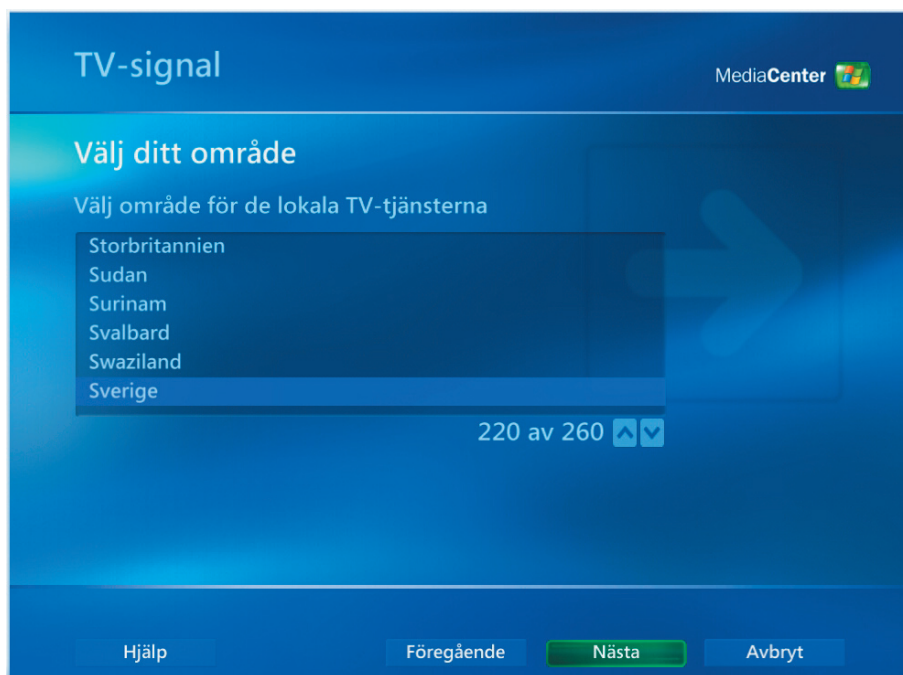 TV-signal
MediaCenter
Välj ditt område
Välj område för de lokala TV-tjänsterna
Storbritannien
Sudan
Surinam
Svalbard
Swaziland
Sverige
220 av 260
Hjälp Föregående Nästa Avbryt